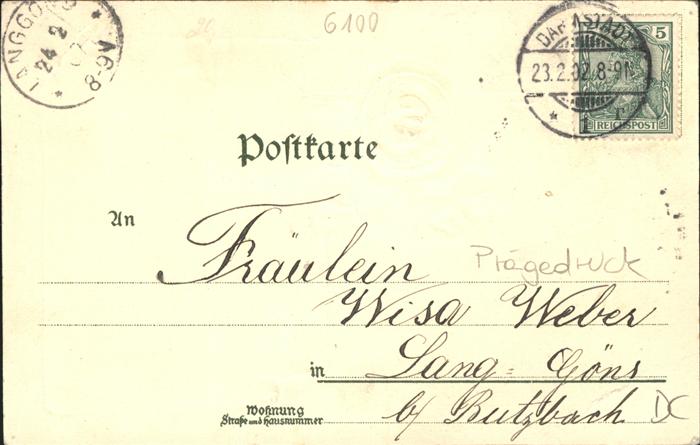 6100
LANGGÖNS
24 2
8-9V
DARMSTADT
23.2.02.8-9N
5
REICHSPOST
Postkarte
An
Fräulein
Prägedruck
Wisa Weber
in Lang=Göns
Wohnung
Straße und Hausnummer
b/ Butzbach
DC